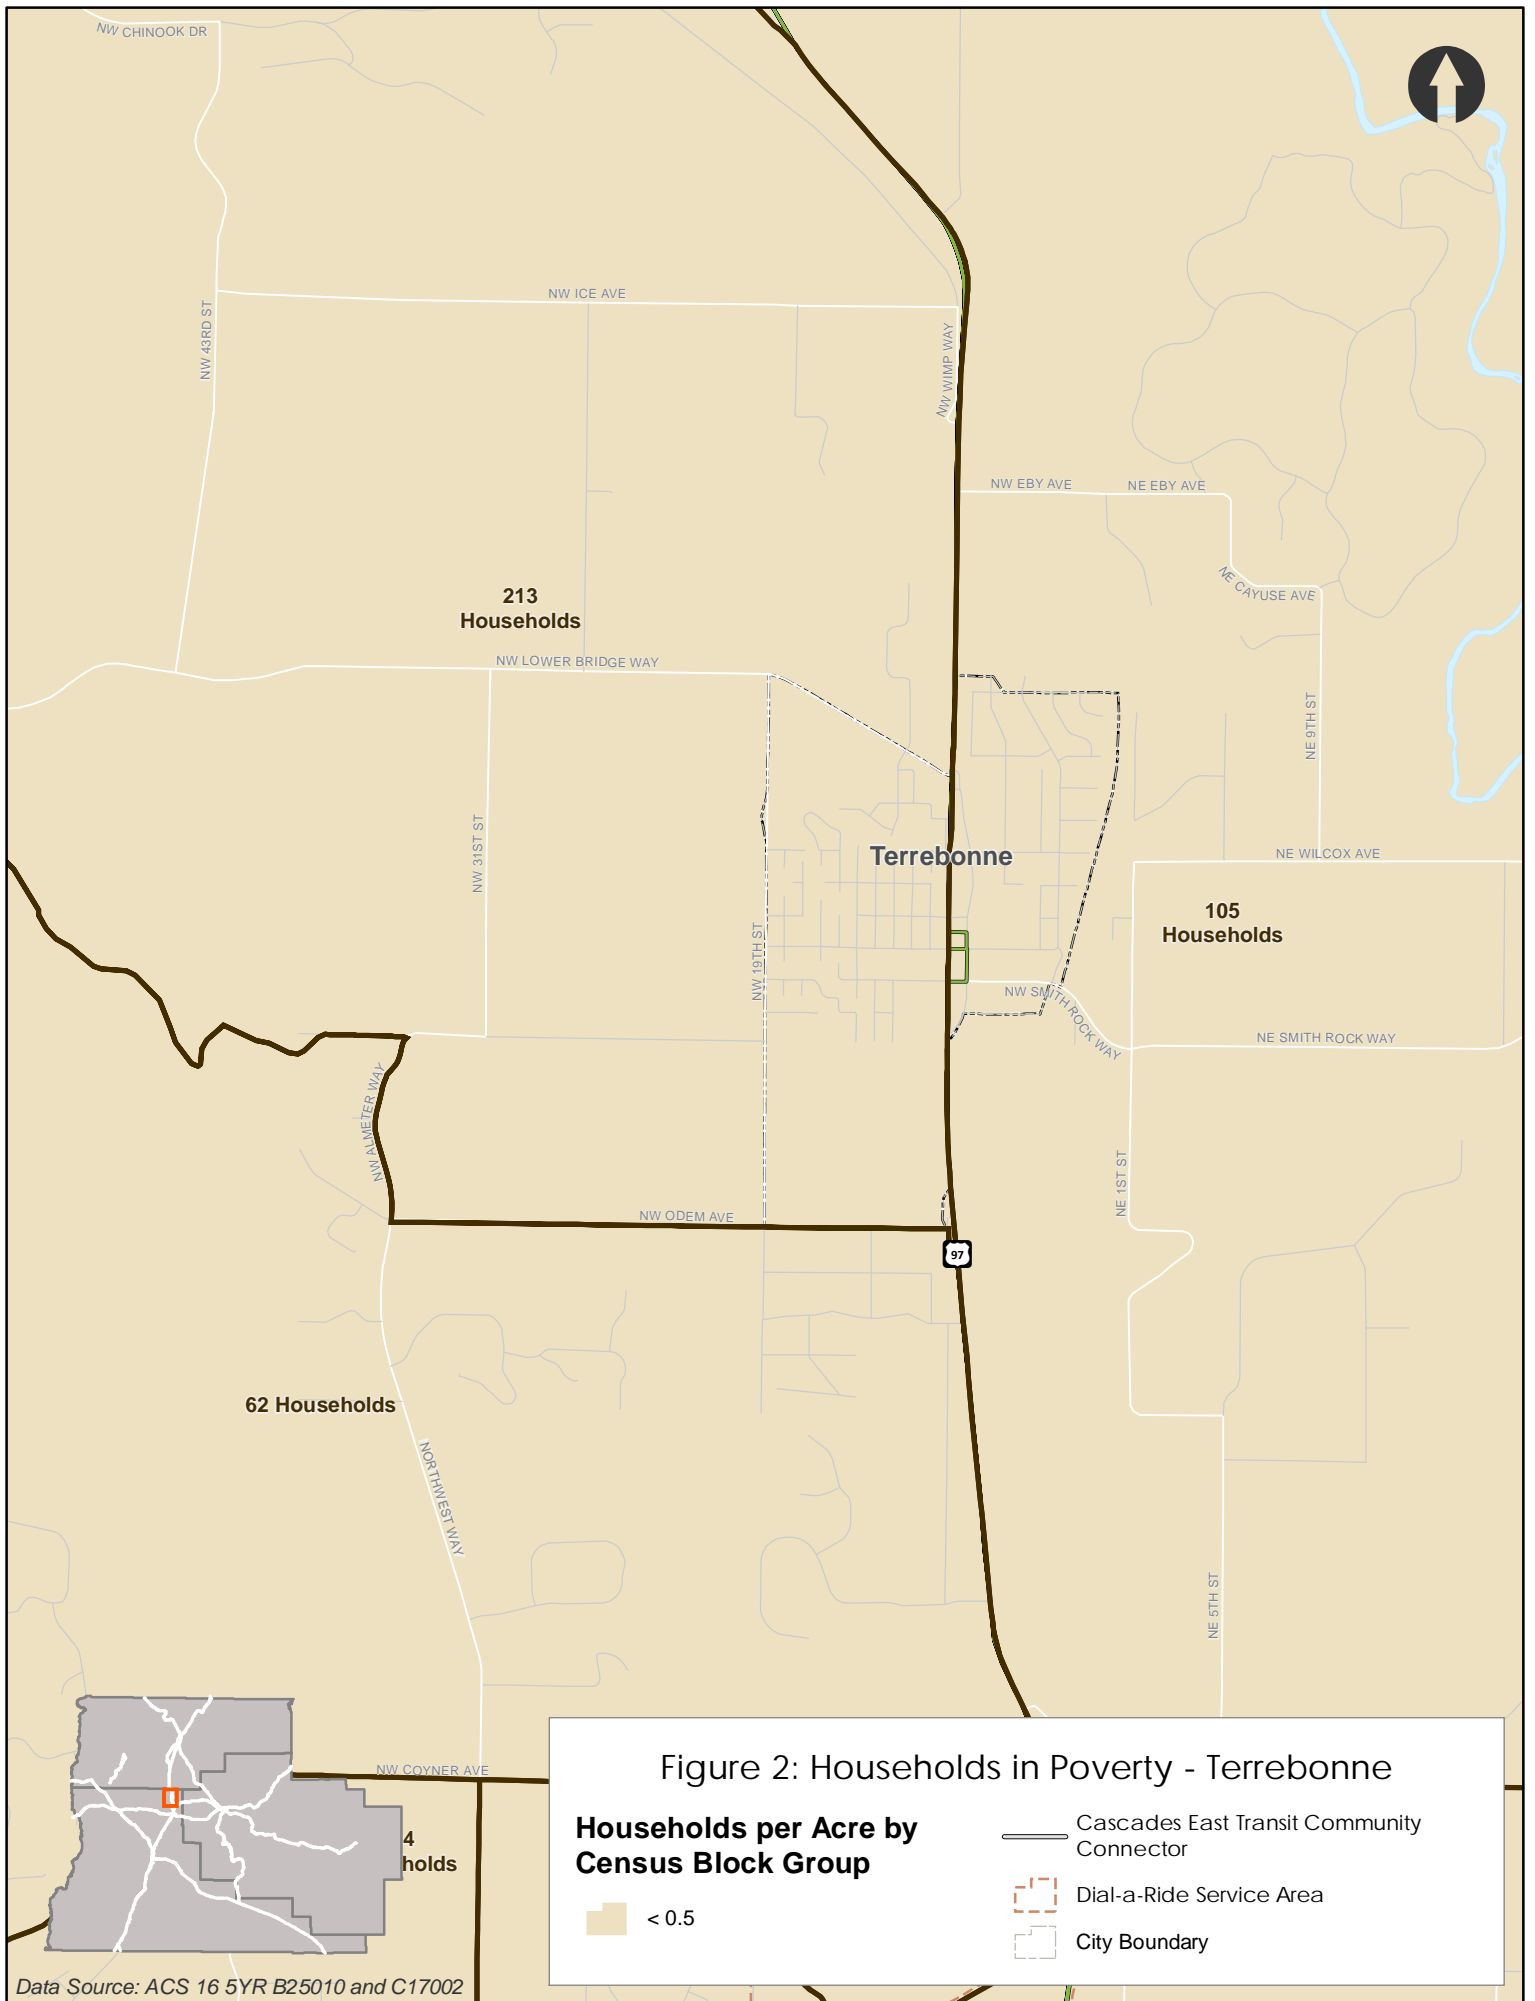 NW CHINOOK DR
NW ICE AVE
NW 43RD ST
NW WIMP WAY
NW EBY AVE
NE EBY AVE
NE CAYUSE AVE
213
Households
NW LOWER BRIDGE WAY
NE 9TH ST
NW 31ST ST
Terrebonne
NE WILCOX AVE
105
Households
NW 19TH ST
NW SMITH ROCK WAY
NE SMITH ROCK WAY
NW ALMETER WAY
NE 1ST ST
NW ODEM AVE
97
62 Households
NORTHWEST WAY
NE 5TH ST
NW COYNER AVE
4
holds
Figure 2: Households in Poverty - Terrebonne
Households per Acre by
Census Block Group
< 0.5
Cascades East Transit Community
Connector
Dial-a-Ride Service Area
City Boundary
Data Source: ACS 16 5YR B25010 and C17002